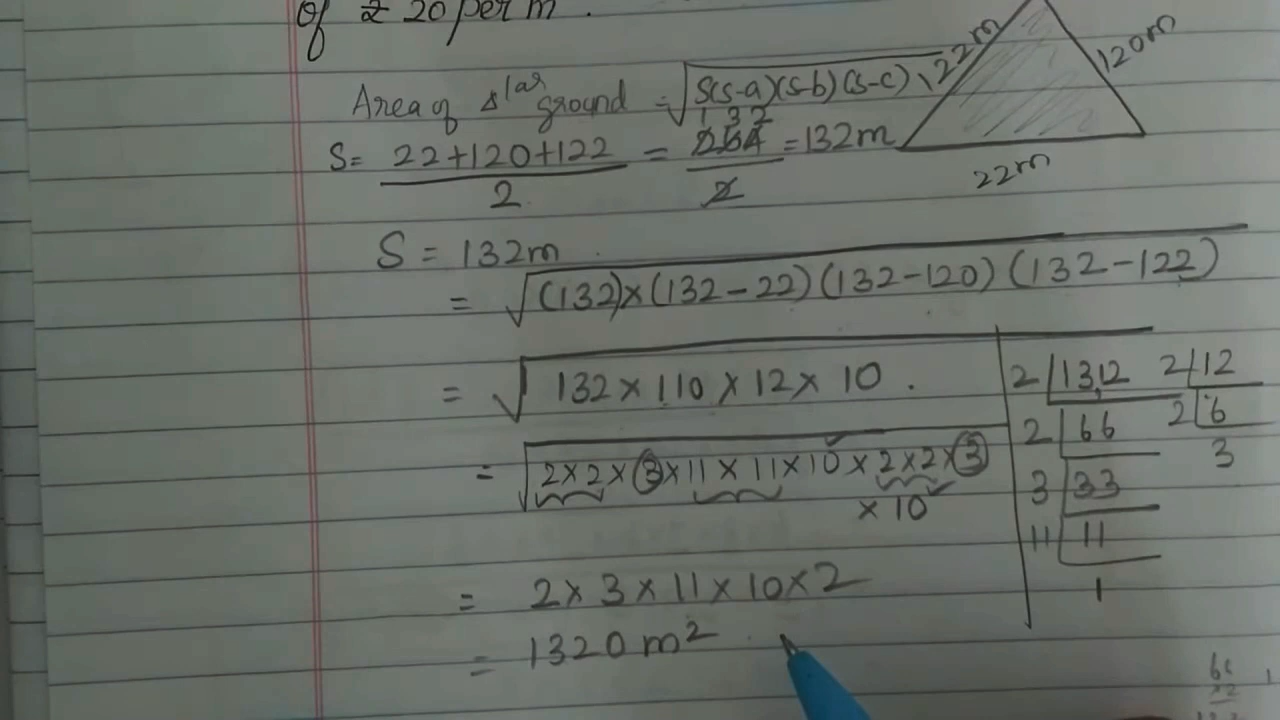 Of ₹ 20 per m.
Area of Δlar ground = √S(s-a)(s-b)(s-c)
122m
120m
22m
S = 22+120+122/2 = 264/2 = 132m
132
S = 132m
= √(132)×(132-22)(132-120)(132-122)
= √132×110×12×10.
= √2×2×3×11×11×10×2×2×3
×10
= 2×3×11×10×2
= 1320m²
2 | 132
2 | 66
3 | 33
11 | 11
1
2 | 12
2 | 6
3